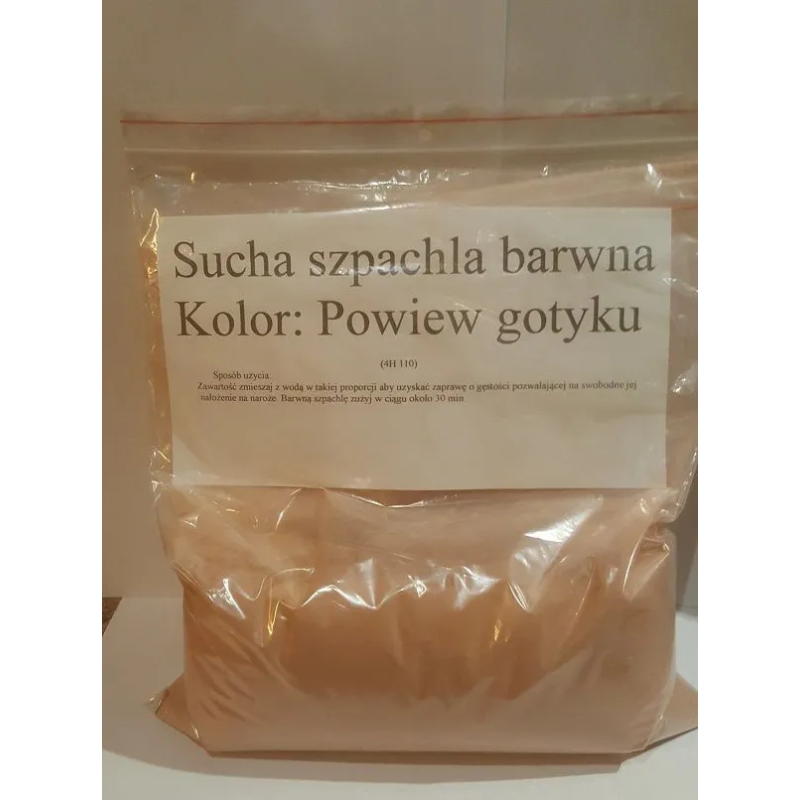 Sucha szpachla barwna
Kolor: Powiew gotyku
(4H 110)
Sposób użycia:
Zawartość zmieszaj z wodą w takiej proporcji aby uzyskać zaprawę o gęstości pozwalającej na swobodne jej
nałożenie na naroże. Barwną szpachlę zużyj w ciągu około 30 min